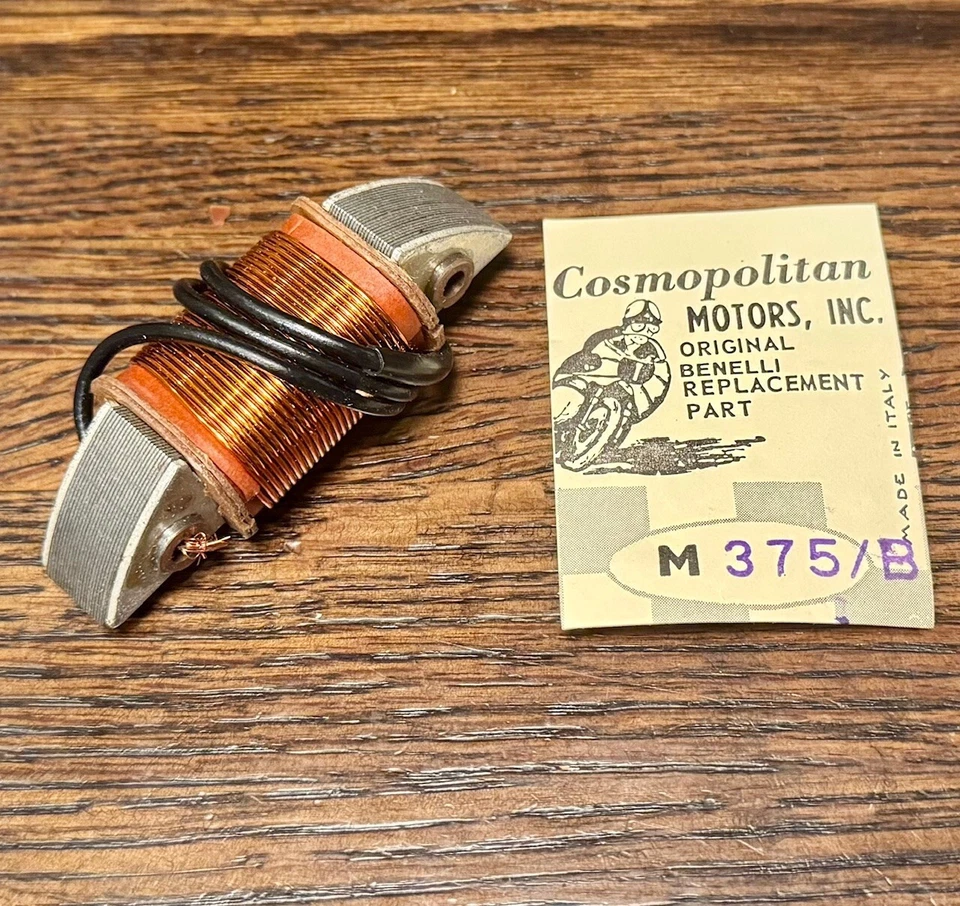 Cosmopolitan
MOTORS, INC.
ORIGINAL
BENELLI
REPLACEMENT
PART
MADE IN ITALY
M 375/B